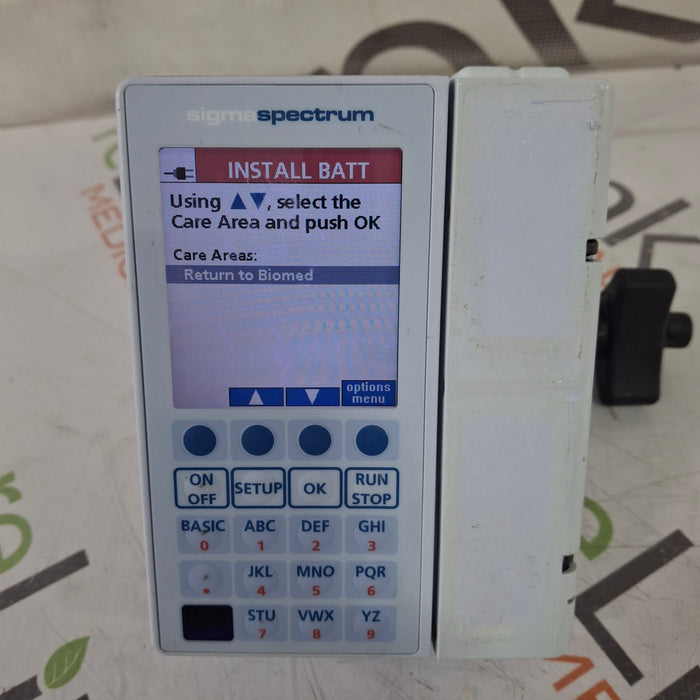 sigmaspectrum
INSTALL BATT
Using ▲▼, select the
Care Area and push OK
Care Areas:
Return to Biomed
options
menu
ON
OFF
SETUP
OK
RUN
STOP
BASIC
0
ABC
1
DEF
2
GHI
3
.
JKL
4
MNO
5
PQR
6
STU
7
VWX
8
YZ
9
MEDIC